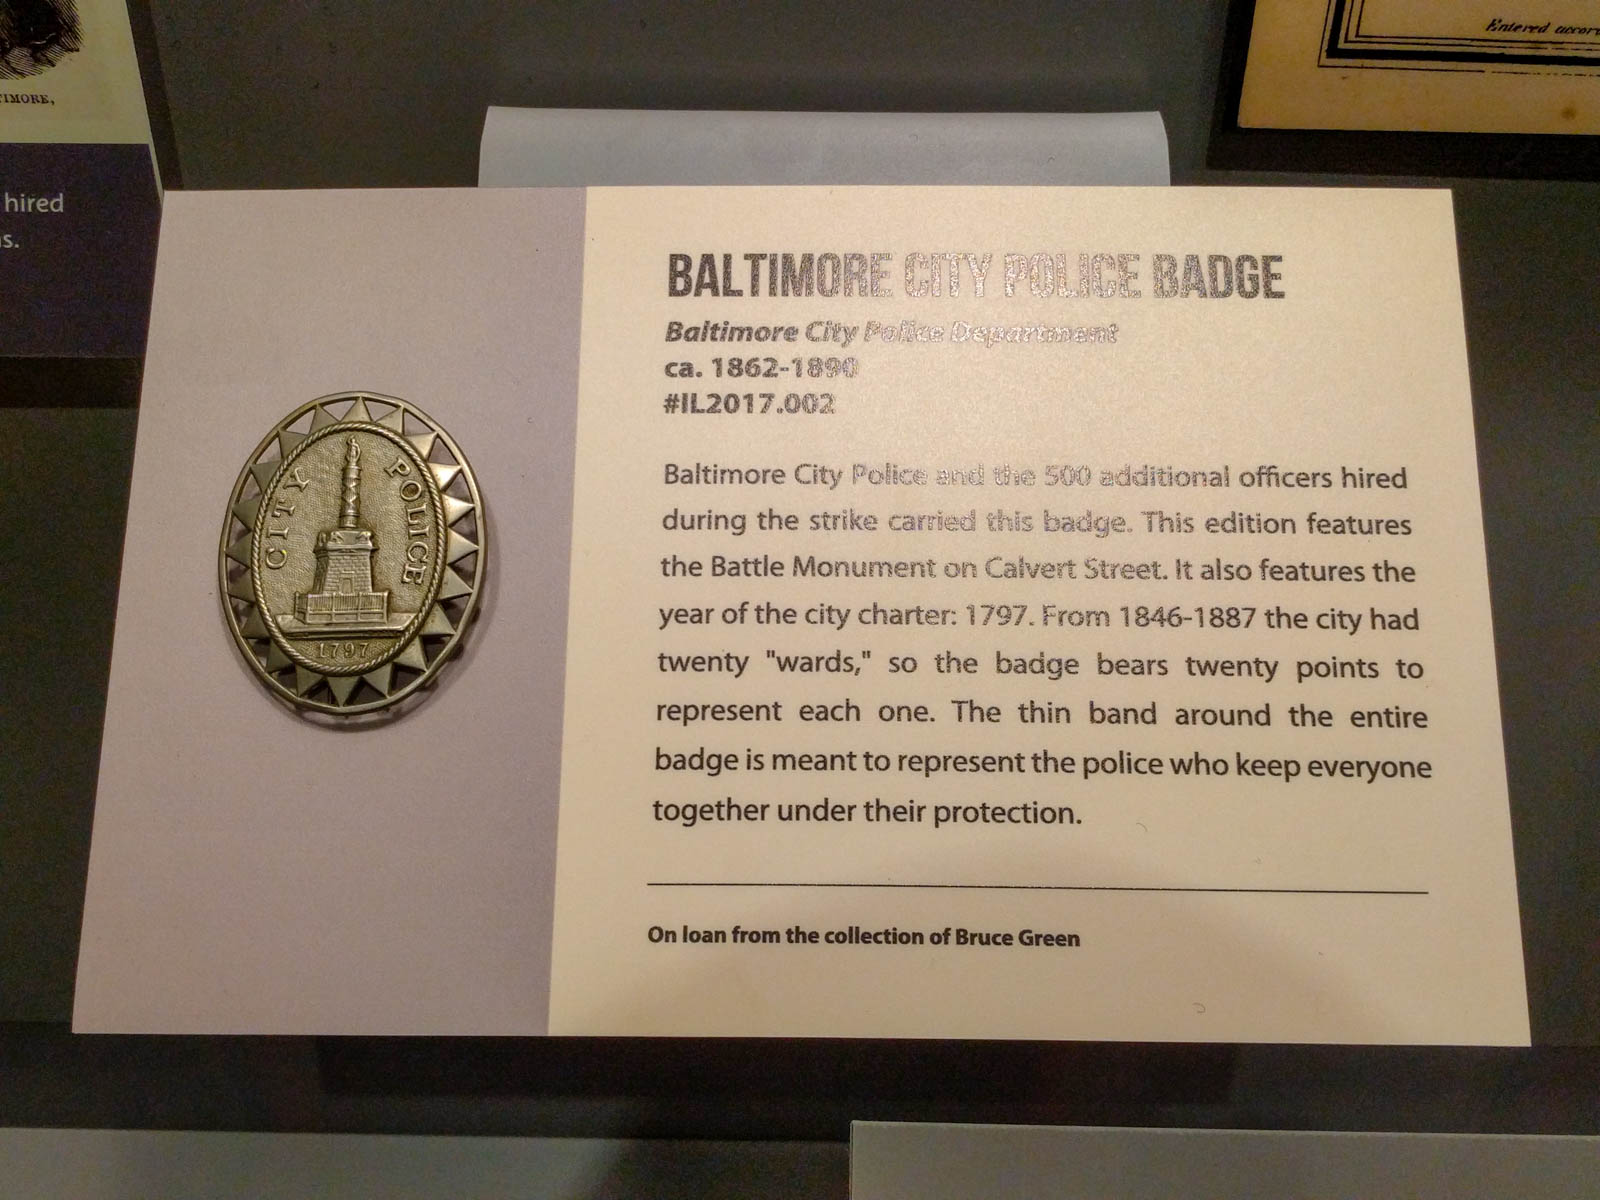 TIMORE,
hired
s.
Entered accor
CITY POLICE
1797
BALTIMORE CITY POLICE BADGE
Baltimore City Police Department
ca. 1862-1890
#IL2017.002
Baltimore City Police and the 500 additional officers hired
during the strike carried this badge. This edition features
the Battle Monument on Calvert Street. It also features the
year of the city charter: 1797. From 1846-1887 the city had
twenty "wards," so the badge bears twenty points to
represent each one. The thin band around the entire
badge is meant to represent the police who keep everyone
together under their protection.
On loan from the collection of Bruce Green